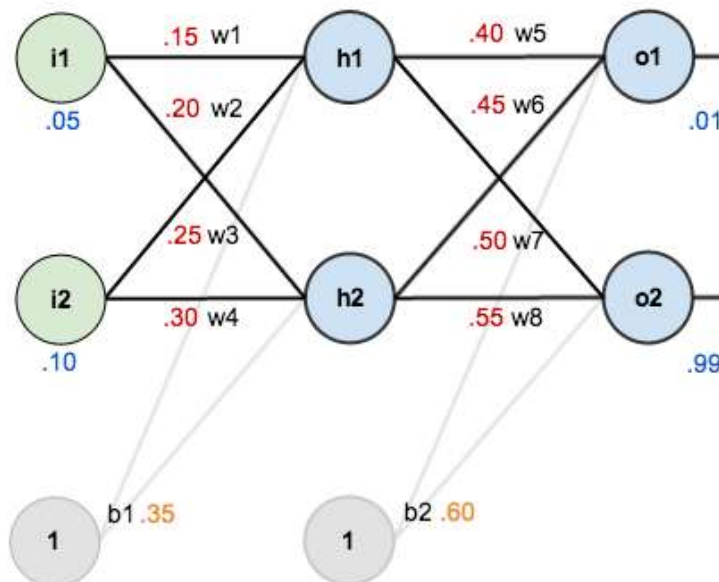 i1 .15 w1 h1 .40 w5 o1
.05 .20 w2 .45 w6 .01
.25 w3 .50 w7
i2 .30 w4 h2 .55 w8 o2
.10 .99
b1 .35 b2 .60
1 1